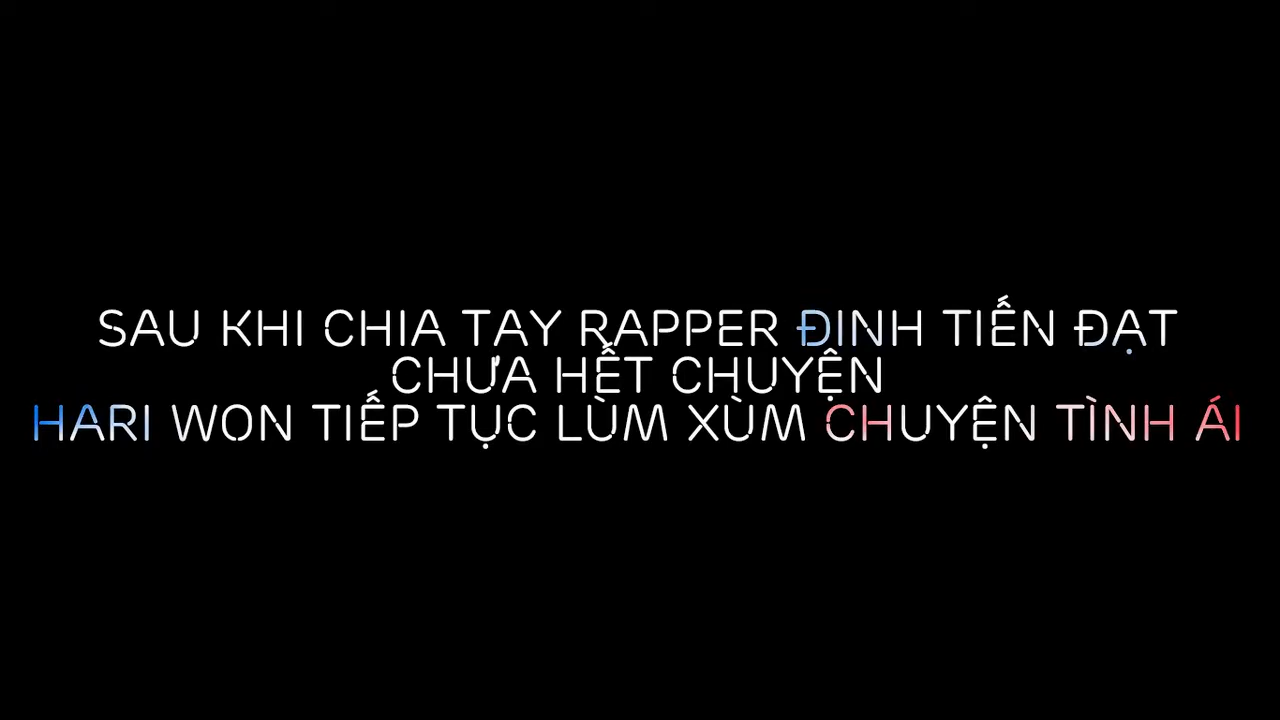 SAU KHI CHIA TAY RAPPER ĐINH TIẾN ĐẠT
CHƯA HẾT CHUYỆN
HARI WON TIẾP TỤC LÙM XÙM CHUYỆN TÌNH ÁI